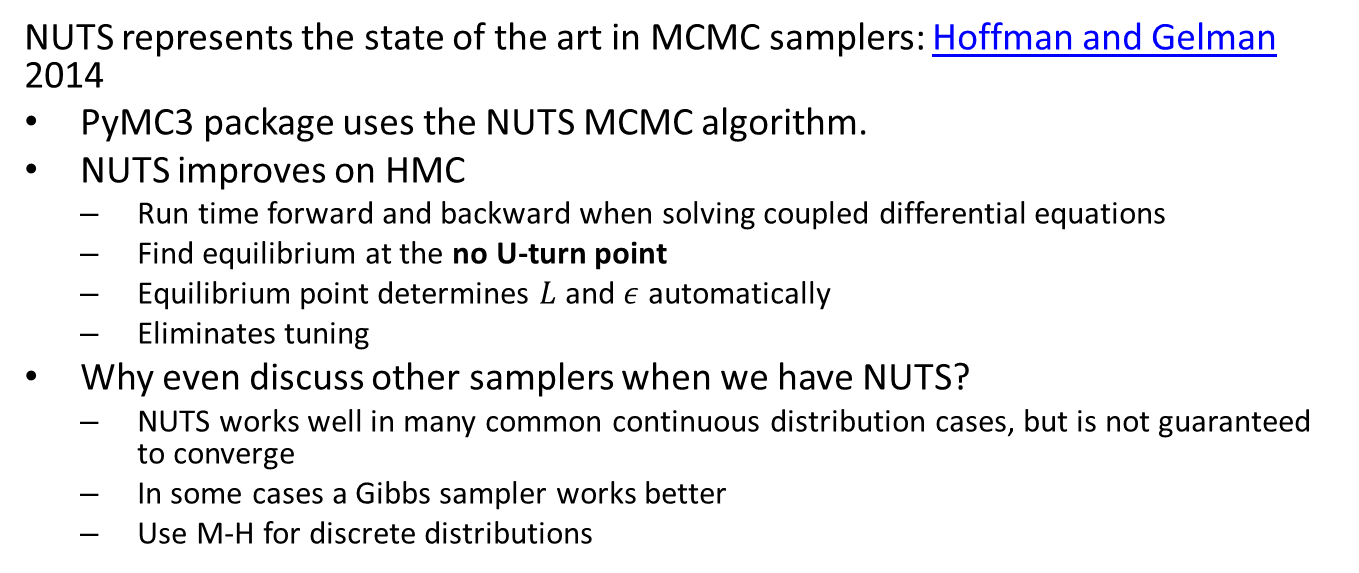 NUTS represents the state of the art in MCMC samplers: Hoffman and Gelman
2014
• PyMC3 package uses the NUTS MCMC algorithm.
• NUTS improves on HMC
– Run time forward and backward when solving coupled differential equations
– Find equilibrium at the no U-turn point
– Equilibrium point determines L and ϵ automatically
– Eliminates tuning
• Why even discuss other samplers when we have NUTS?
– NUTS works well in many common continuous distribution cases, but is not guaranteed
to converge
– In some cases a Gibbs sampler works better
– Use M-H for discrete distributions